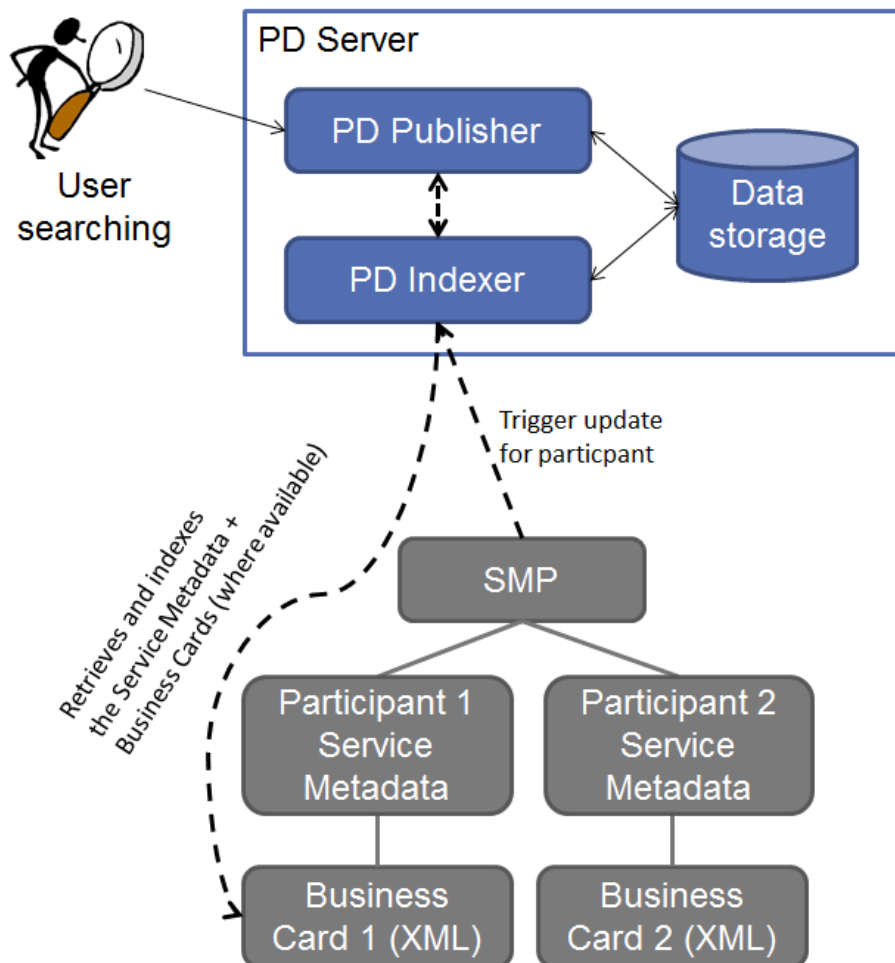 PD Server
PD Publisher
User
searching
Data
storage
PD Indexer
Trigger update
for particpant
Retrieves and indexes
the Service Metadata +
Business Cards (where available)
SMP
Participant 1
Service
Metadata
Participant 2
Service
Metadata
Business
Card 1 (XML)
Business
Card 2 (XML)